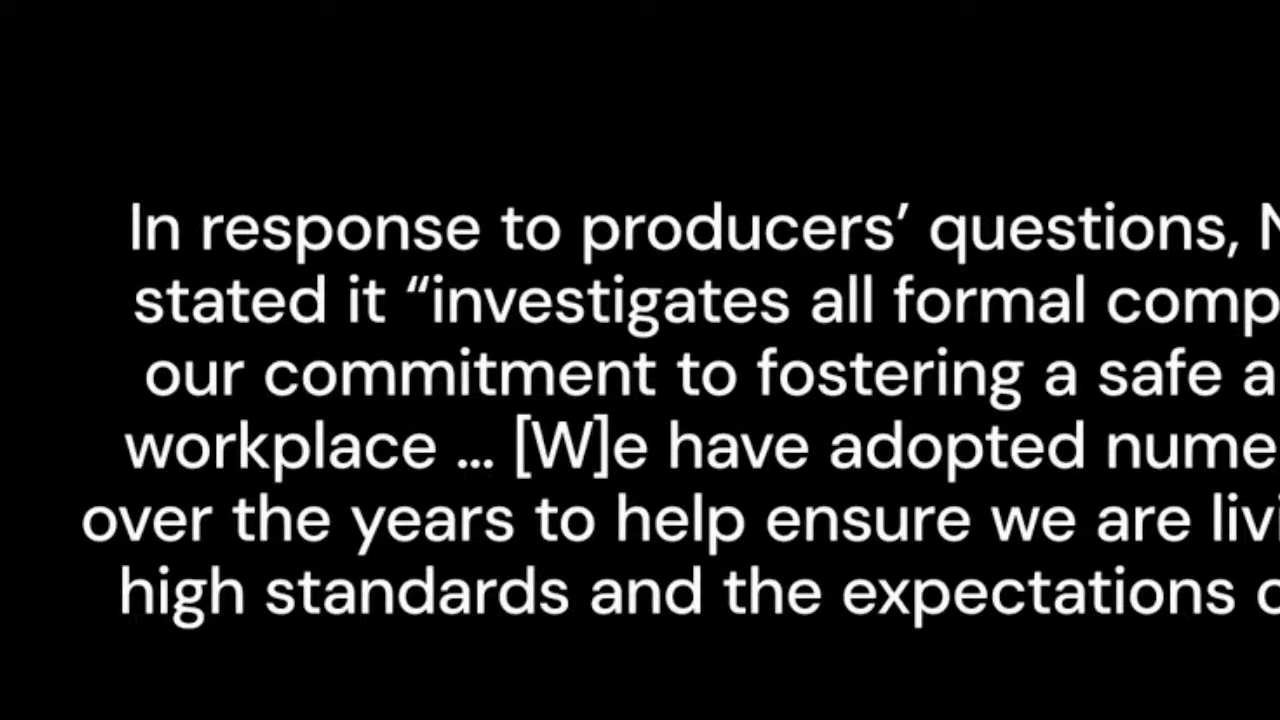 In response to producers’ questions, N
stated it “investigates all formal comp
our commitment to fostering a safe a
workplace ... [W]e have adopted nume
over the years to help ensure we are livi
high standards and the expectations o